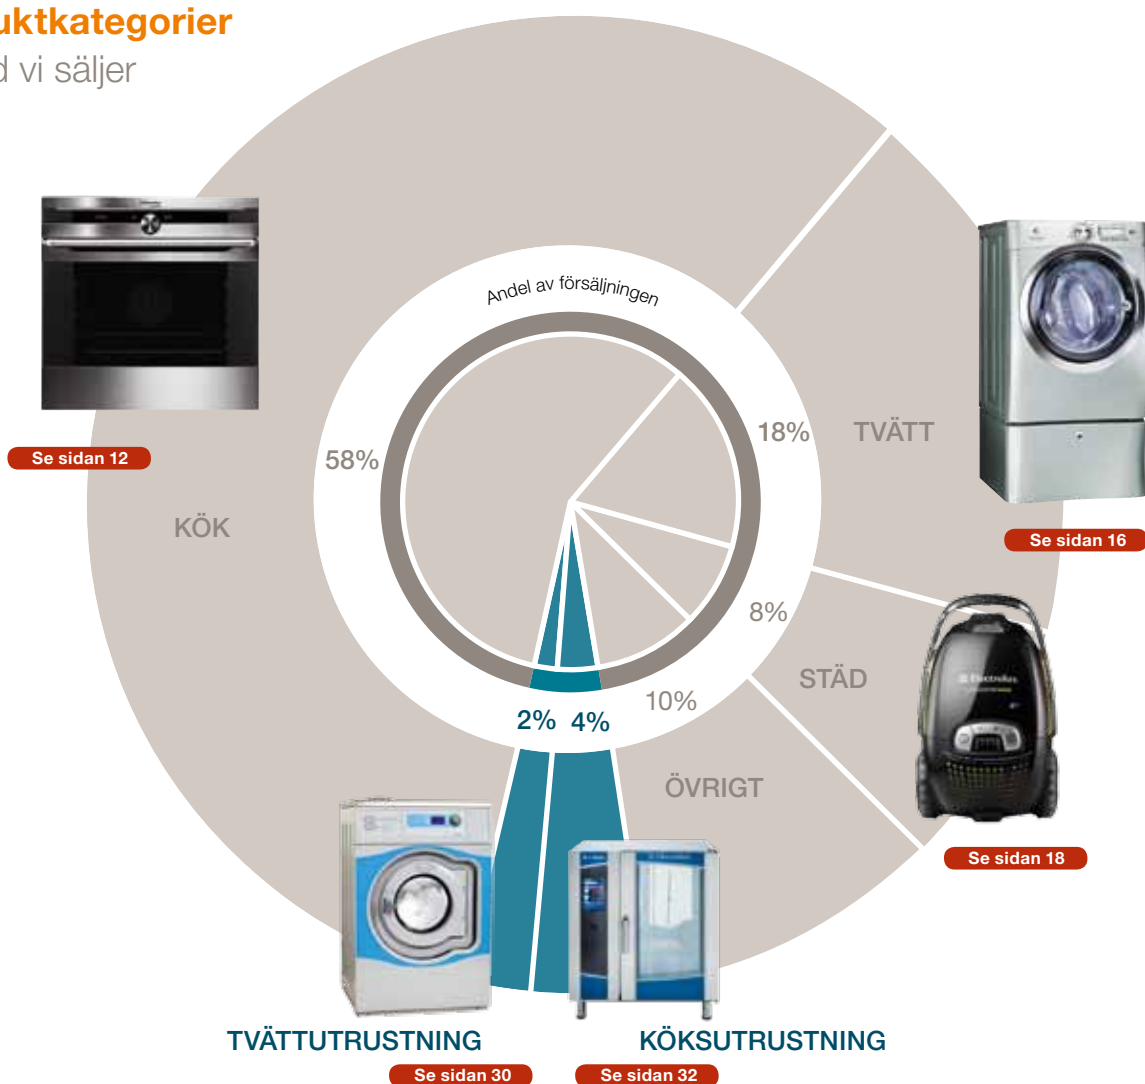 uktkategorier
d vi säljer
Andel av försäljningen
58%
18%
TVÄTT
Se sidan 12
KÖK
Se sidan 16
8%
STÄD
10%
2% 4%
ÖVRIGT
Electrolux
Se sidan 18
TVÄTTUTRUSTNING
KÖKSUTRUSTNING
Se sidan 30
Se sidan 32